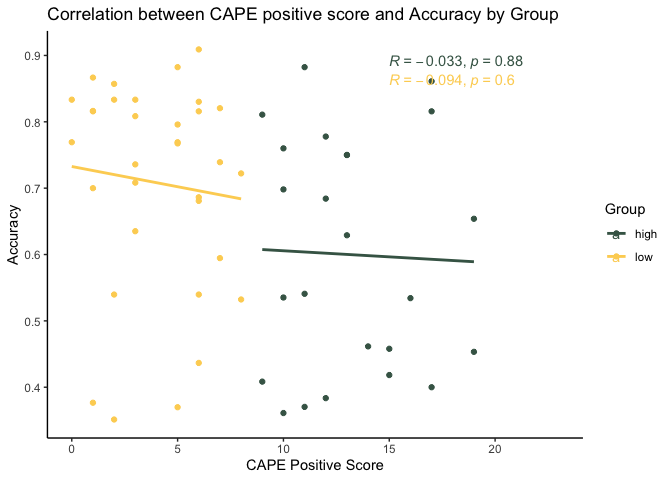 Correlation between CAPE positive score and Accuracy by Group
R = −0.033, p = 0.88
R = −0.094, p = 0.6
0.9
0.8
0.7
0.6
0.5
0.4
Accuracy
0
5
10
15
20
CAPE Positive Score
Group
a high
a low